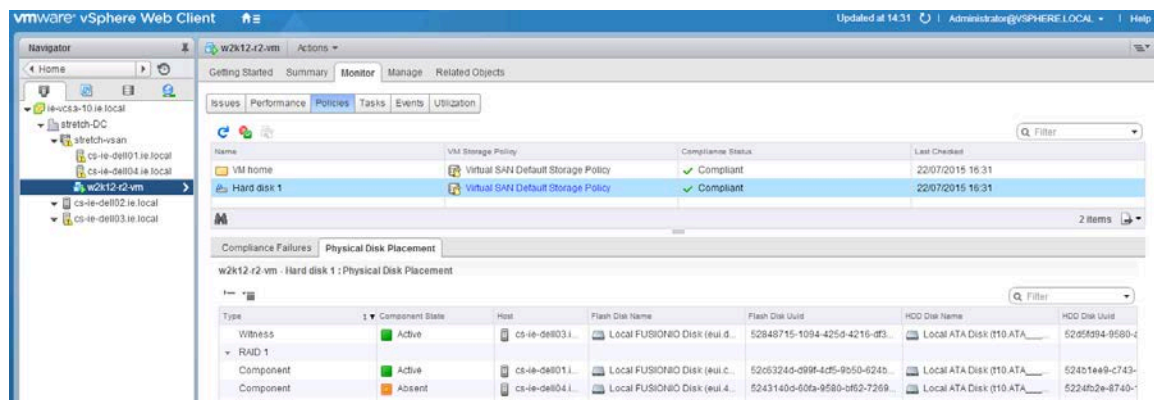 vmware vSphere Web Client
Updated at 14:31 | Administrator@VSPHERE.LOCAL | Help
Navigator
Home
ie-vcsa-10.ie.local
stretch-DC
stretch-vsan
cs-ie-dell01.ie.local
cs-ie-dell04.ie.local
w2k12-r2-vm
cs-ie-dell02.ie.local
cs-ie-dell03.ie.local
w2k12-r2-vm Actions
Getting Started Summary Monitor Manage Related Objects
Issues Performance Policies Tasks Events Utilization
Filter
Name VM Storage Policy Compliance Status Last Checked
VM home Virtual SAN Default Storage Policy Compliant 22/07/2015 16:31
Hard disk 1 Virtual SAN Default Storage Policy Compliant 22/07/2015 16:31
2 items
Compliance Failures Physical Disk Placement
w2k12-r2-vm - Hard disk 1 : Physical Disk Placement
Filter
Type 1 Component State Host Flash Disk Name Flash Disk Uuid HDD Disk Name HDD Disk Uuid
Witness Active cs-ie-dell03.i... Local FUSIONIO Disk (eui.d... 52848715-1094-425d-4216-df3... Local ATA Disk (t10.ATA____... 52d5fd94-9580-
RAID 1
Component Active cs-ie-dell01.i... Local FUSIONIO Disk (eui.c... 52c6324d-d99f-4cf5-9b50-624b... Local ATA Disk (t10.ATA____... 524b1ee9-c743-
Component Absent cs-ie-dell04.i... Local FUSIONIO Disk (eui.4... 5243140d-60fa-9580-bf62-7269... Local ATA Disk (t10.ATA____... 5224fb2e-8740-